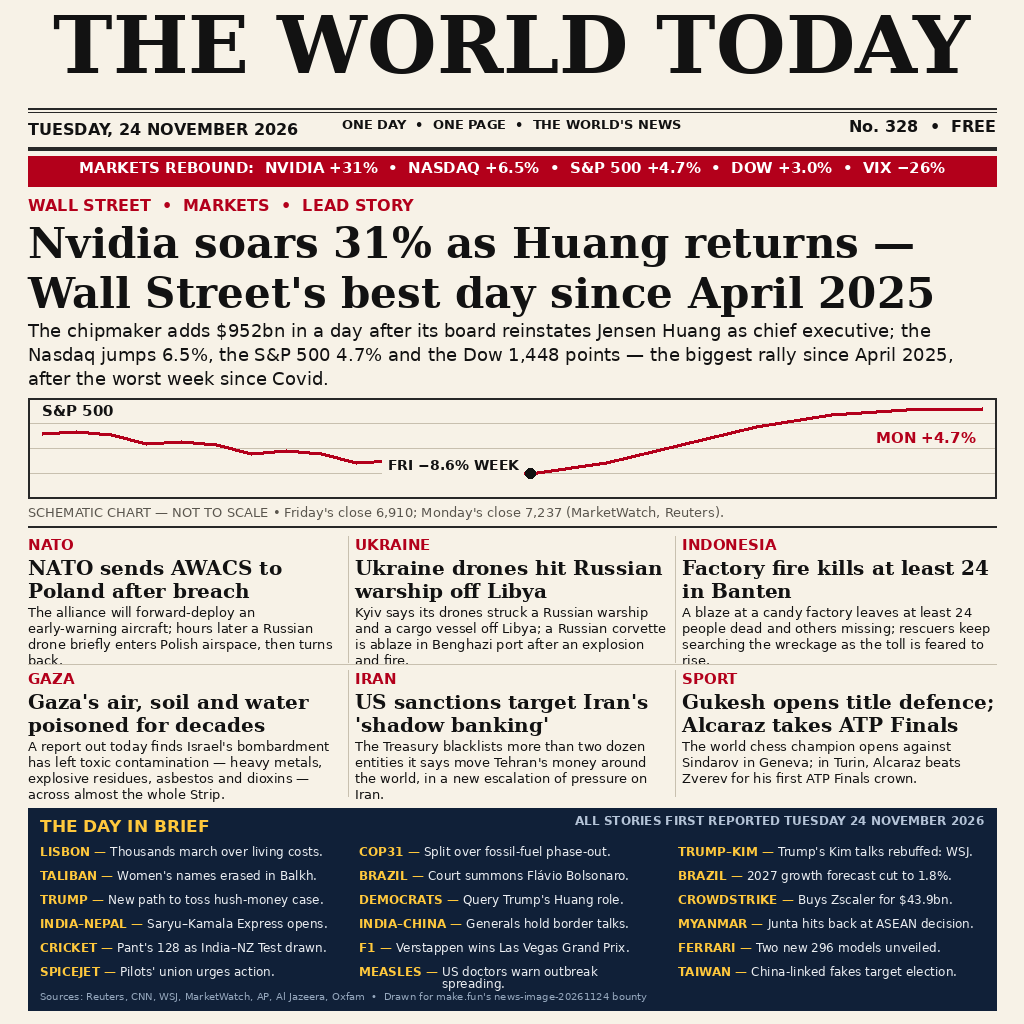 THE WORLD TODAY
TUESDAY, 24 NOVEMBER 2026
ONE DAY • ONE PAGE • THE WORLD'S NEWS
No. 328 • FREE
MARKETS REBOUND: NVIDIA +31% • NASDAQ +6.5% • S&P 500 +4.7% • DOW +3.0% • VIX −26%
WALL STREET • MARKETS • LEAD STORY
Nvidia soars 31% as Huang returns —
Wall Street's best day since April 2025
The chipmaker adds $952bn in a day after its board reinstates Jensen Huang as chief executive; the
Nasdaq jumps 6.5%, the S&P 500 4.7% and the Dow 1,448 points — the biggest rally since April 2025,
after the worst week since Covid.
S&P 500
MON +4.7%
FRI −8.6% WEEK
SCHEMATIC CHART — NOT TO SCALE • Friday's close 6,910; Monday's close 7,237 (MarketWatch, Reuters).
NATO
NATO sends AWACS to
Poland after breach
The alliance will forward-deploy an
early-warning aircraft; hours later a Russian
drone briefly enters Polish airspace, then turns
back.
UKRAINE
Ukraine drones hit Russian
warship off Libya
Kyiv says its drones struck a Russian warship
and a cargo vessel off Libya; a Russian corvette
is ablaze in Benghazi port after an explosion
and fire.
INDONESIA
Factory fire kills at least 24
in Banten
A blaze at a candy factory leaves at least 24
people dead and others missing; rescuers keep
searching the wreckage as the toll is feared to
rise.
GAZA
Gaza's air, soil and water
poisoned for decades
A report out today finds Israel's bombardment
has left toxic contamination — heavy metals,
explosive residues, asbestos and dioxins —
across almost the whole Strip.
IRAN
US sanctions target Iran's
'shadow banking'
The Treasury blacklists more than two dozen
entities it says move Tehran's money around
the world, in a new escalation of pressure on
Iran.
SPORT
Gukesh opens title defence;
Alcaraz takes ATP Finals
The world chess champion opens against
Sindarov in Geneva; in Turin, Alcaraz beats
Zverev for his first ATP Finals crown.
THE DAY IN BRIEF
ALL STORIES FIRST REPORTED TUESDAY 24 NOVEMBER 2026
LISBON — Thousands march over living costs.
TALIBAN — Women's names erased in Balkh.
TRUMP — New path to toss hush-money case.
INDIA–NEPAL — Saryu–Kamala Express opens.
CRICKET — Pant's 128 as India–NZ Test drawn.
SPICEJET — Pilots' union urges action.
COP31 — Split over fossil-fuel phase-out.
BRAZIL — Court summons Flávio Bolsonaro.
DEMOCRATS — Query Trump's Huang role.
INDIA–CHINA — Generals hold border talks.
F1 — Verstappen wins Las Vegas Grand Prix.
MEASLES — US doctors warn outbreak
spreading.
TRUMP–KIM — Trump's Kim talks rebuffed: WSJ.
BRAZIL — 2027 growth forecast cut to 1.8%.
CROWDSTRIKE — Buys Zscaler for $43.9bn.
MYANMAR — Junta hits back at ASEAN decision.
FERRARI — Two new 296 models unveiled.
TAIWAN — China-linked fakes target election.
Sources: Reuters, CNN, WSJ, MarketWatch, AP, Al Jazeera, Oxfam • Drawn for make.fun's news-image-20261124 bounty